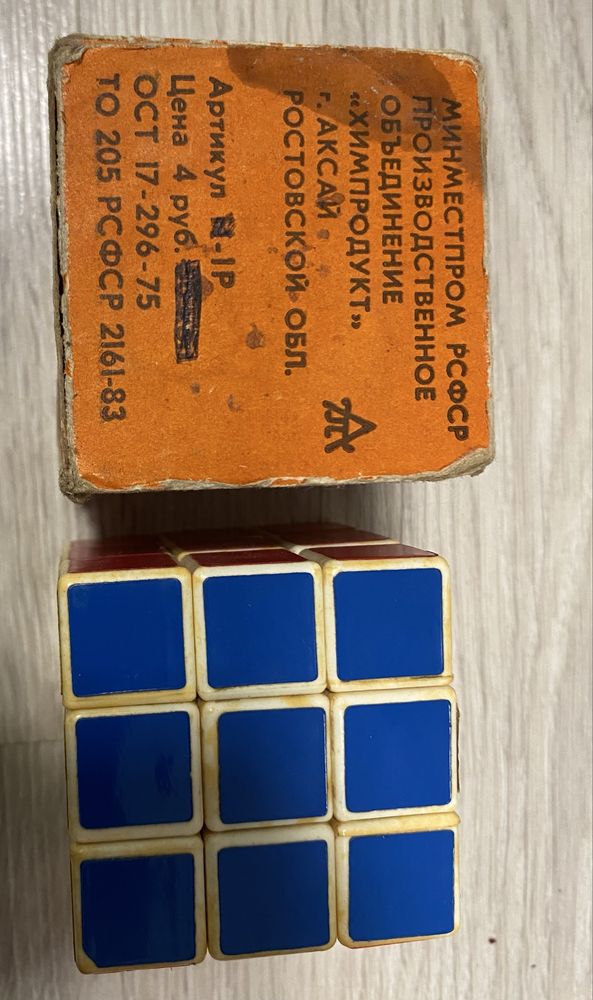 МИНМЕСТПРОМ РСФСР
ПРОИЗВОДСТВЕННОЕ
ОБЪЕДИНЕНИЕ
«ХИМПРОДУКТ»
г. АКСАЙ
РОСТОВСКОЙ ОБЛ.
Артикул -1Р
Цена 4 руб.
ОСТ 17-296-75
ТО 205 РСФСР 2161-83